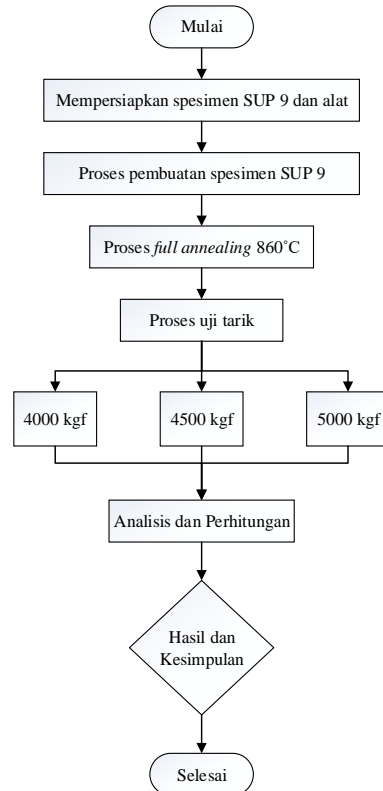 Mulai
Mempersiapkan spesimen SUP 9 dan alat
Proses pembuatan spesimen SUP 9
Proses full annealing 860˚C
Proses uji tarik
4000 kgf
4500 kgf
5000 kgf
Analisis dan Perhitungan
Hasil dan
Kesimpulan
Selesai